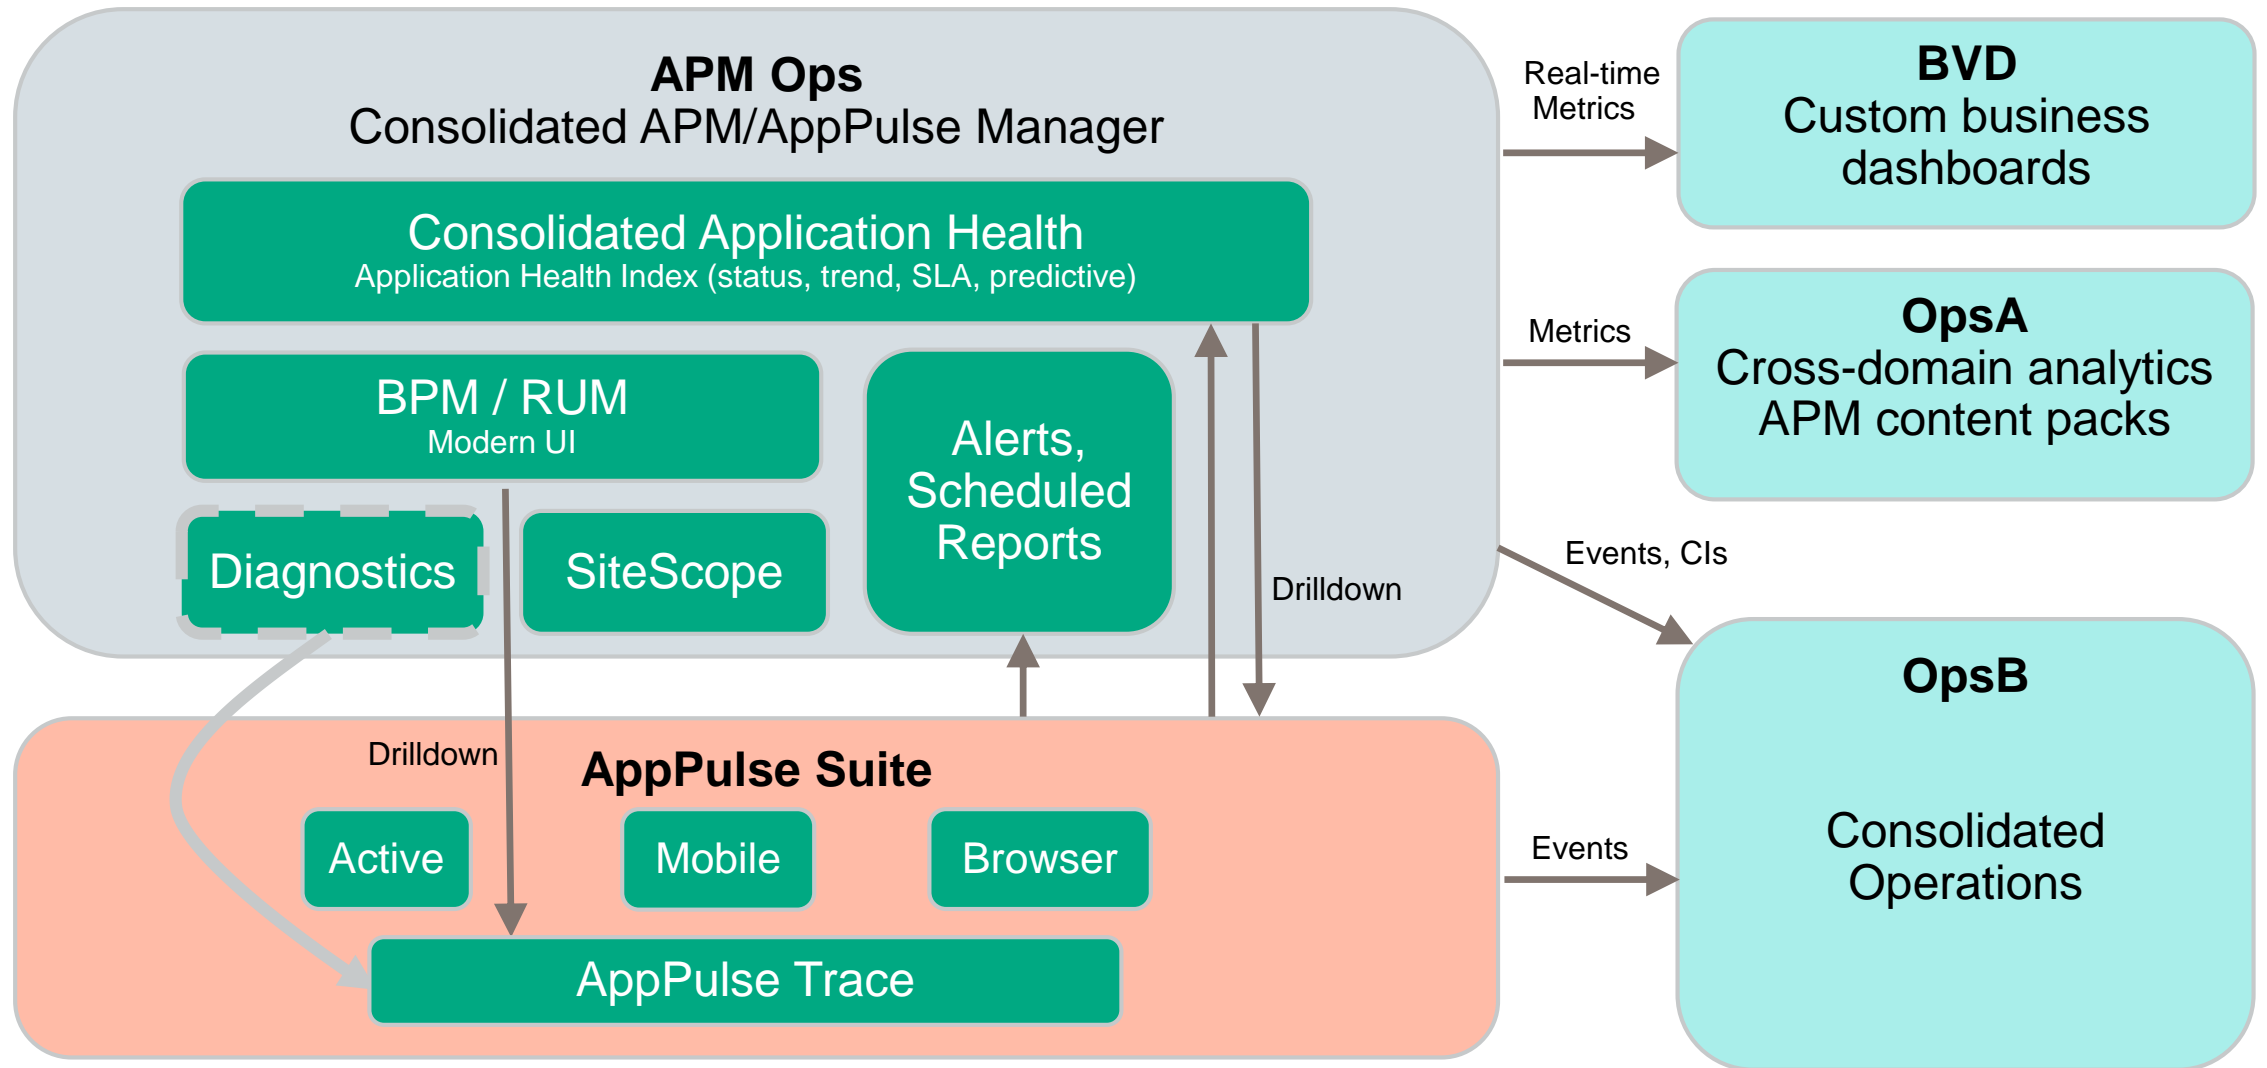 APM Ops
Consolidated APM/AppPulse Manager
Consolidated Application Health
Application Health Index (status, trend, SLA, predictive)
BPM / RUM
Modern UI
Diagnostics
SiteScope
Alerts,
Scheduled
Reports
Drilldown
Real-time
Metrics
BVD
Custom business
dashboards
Metrics
OpsA
Cross-domain analytics
APM content packs
Events, CIs
OpsB
Consolidated
Operations
Drilldown
AppPulse Suite
Active
Mobile
Browser
AppPulse Trace
Events